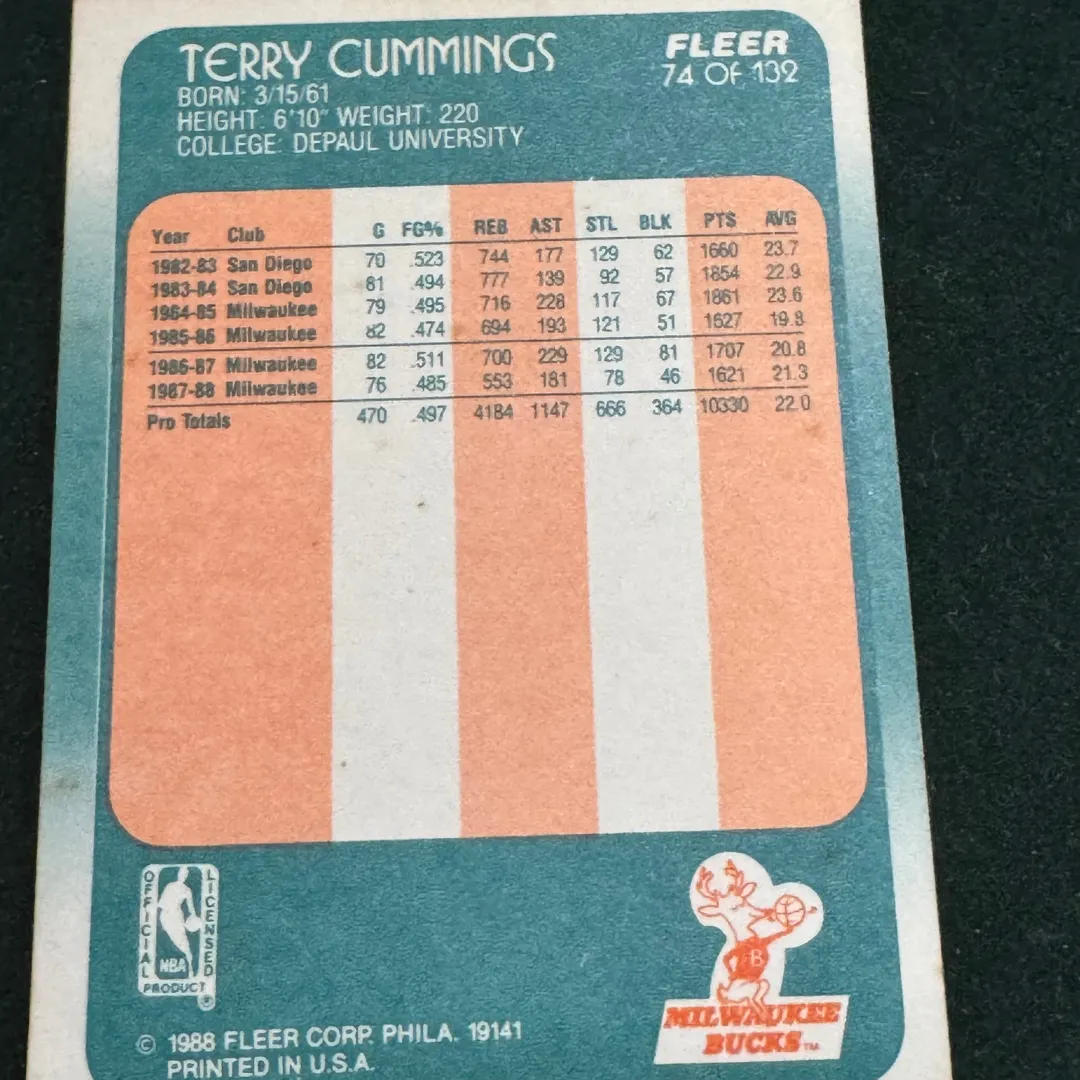 TERRY CUMMINGS
FLEER
74 OF 132
BORN: 3/15/61
HEIGHT: 6'10" WEIGHT: 220
COLLEGE: DEPAUL UNIVERSITY
Year Club G FG% REB AST STL BLK PTS AVG
1982-83 San Diego 70 .523 744 177 129 62 1660 23.7
1983-84 San Diego 81 .494 777 139 92 57 1854 22.9
1984-85 Milwaukee 79 .495 716 228 117 67 1861 23.6
1985-86 Milwaukee 82 .474 694 193 121 51 1627 19.8
1986-87 Milwaukee 82 .511 700 229 129 81 1707 20.8
1987-88 Milwaukee 76 .485 553 181 78 46 1621 21.3
Pro Totals 470 .497 4184 1147 666 364 10330 22.0
OFFICIAL LICENSED
NBA
PRODUCT ®
B
MILWAUKEE
BUCKS™
© 1988 FLEER CORP. PHILA. 19141
PRINTED IN U.S.A.